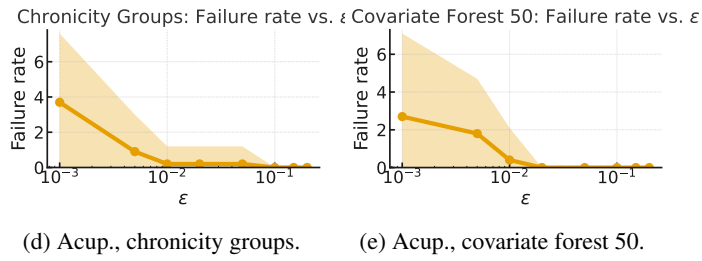 Chronicity Groups: Failure rate vs. ε
Covariate Forest 50: Failure rate vs. ε
Failure rate
6
4
2
0
10⁻³
10⁻²
10⁻¹
ε
Failure rate
6
4
2
0
10⁻³
10⁻²
10⁻¹
ε
(d) Acup., chronicity groups.
(e) Acup., covariate forest 50.